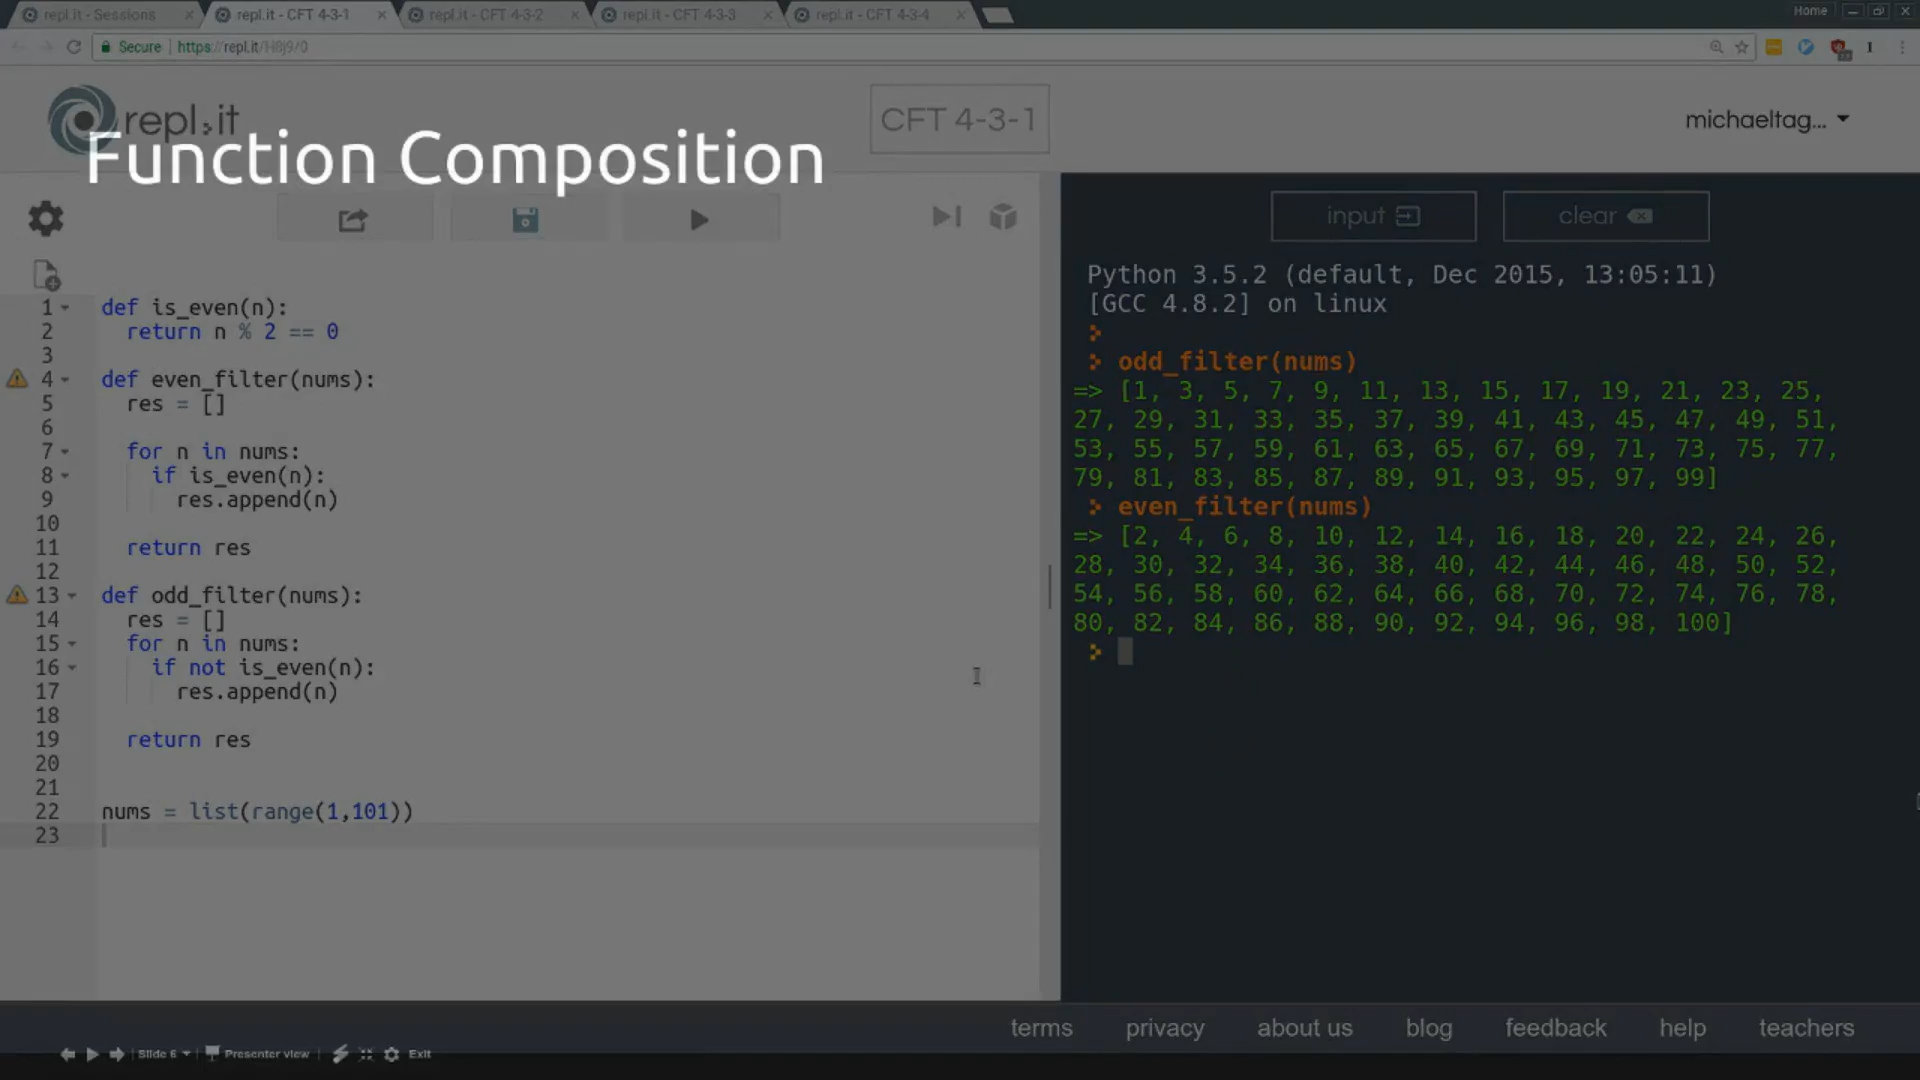 repl.it - Sessions
repl.it - CFT 4-3-1
repl.it - CFT 4-3-2
repl.it - CFT 4-3-3
repl.it - CFT 4-3-4
Home
Secure
https://repl.it/H8j9/0
repl.it
CFT 4-3-1
michaeltag...
Function Composition
1 def is_even(n):
2 return n % 2 == 0
3
4 def even_filter(nums):
5 res = []
6
7 for n in nums:
8 if is_even(n):
9 res.append(n)
10
11 return res
12
13 def odd_filter(nums):
14 res = []
15 for n in nums:
16 if not is_even(n):
17 res.append(n)
18
19 return res
20
21
22 nums = list(range(1,101))
23
input
clear
Python 3.5.2 (default, Dec 2015, 13:05:11)
[GCC 4.8.2] on linux
odd_filter(nums)
=> [1, 3, 5, 7, 9, 11, 13, 15, 17, 19, 21, 23, 25,
27, 29, 31, 33, 35, 37, 39, 41, 43, 45, 47, 49, 51,
53, 55, 57, 59, 61, 63, 65, 67, 69, 71, 73, 75, 77,
79, 81, 83, 85, 87, 89, 91, 93, 95, 97, 99]
even_filter(nums)
=> [2, 4, 6, 8, 10, 12, 14, 16, 18, 20, 22, 24, 26,
28, 30, 32, 34, 36, 38, 40, 42, 44, 46, 48, 50, 52,
54, 56, 58, 60, 62, 64, 66, 68, 70, 72, 74, 76, 78,
80, 82, 84, 86, 88, 90, 92, 94, 96, 98, 100]
terms privacy about us blog feedback help teachers
Slide 6 Presenter view Exit